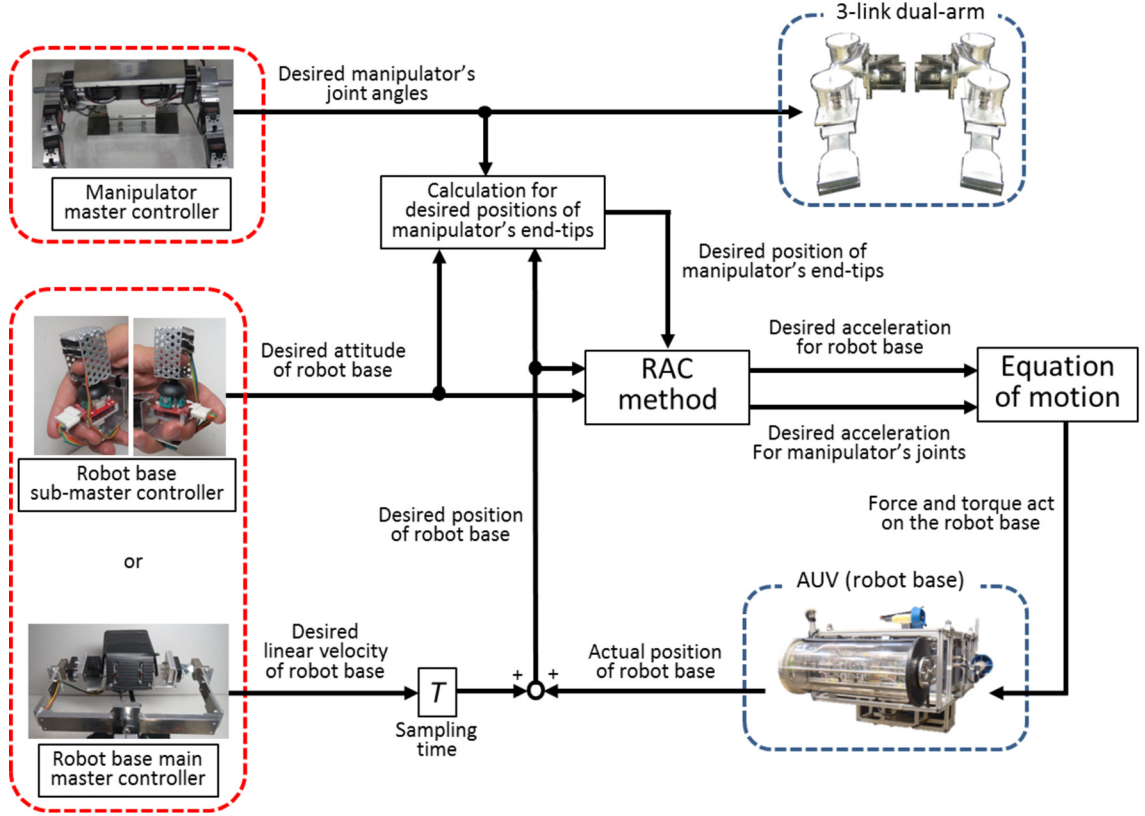 3-link dual-arm
Desired manipulator's
joint angles
Manipulator
master controller
Calculation for
desired positions of
manipulator's end-tips
Desired position of
manipulator's end-tips
Desired attitude
of robot base
RAC
method
Desired acceleration
for robot base
Equation
of motion
Desired acceleration
For manipulator's joints
Robot base
sub-master controller
Desired position
of robot base
Force and torque act
on the robot base
or
AUV (robot base)
Desired
linear velocity
of robot base
Actual position
of robot base
+ +
T
Sampling
time
Robot base main
master controller